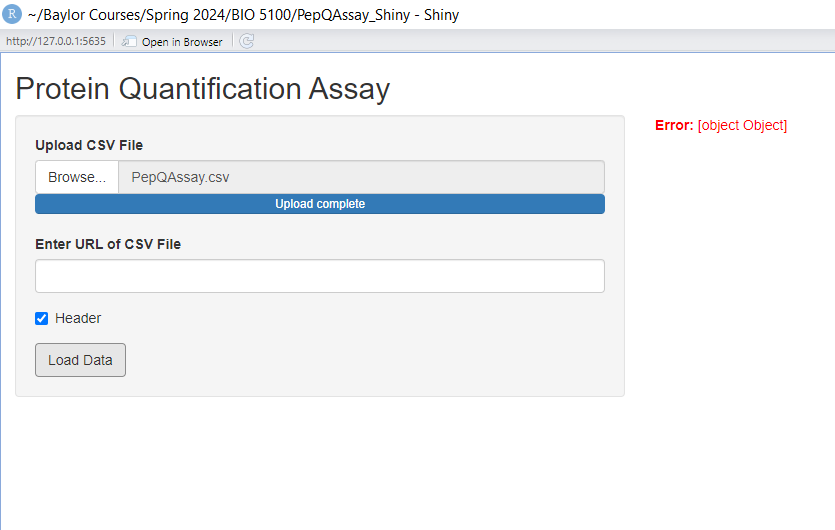 R ~/Baylor Courses/Spring 2024/BIO 5100/PepQAssay_Shiny - Shiny
http://127.0.0.1:5635 Open in Browser
Protein Quantification Assay
Upload CSV File
Browse... PepQAssay.csv
Upload complete
Enter URL of CSV File
Header
Load Data
Error: [object Object]